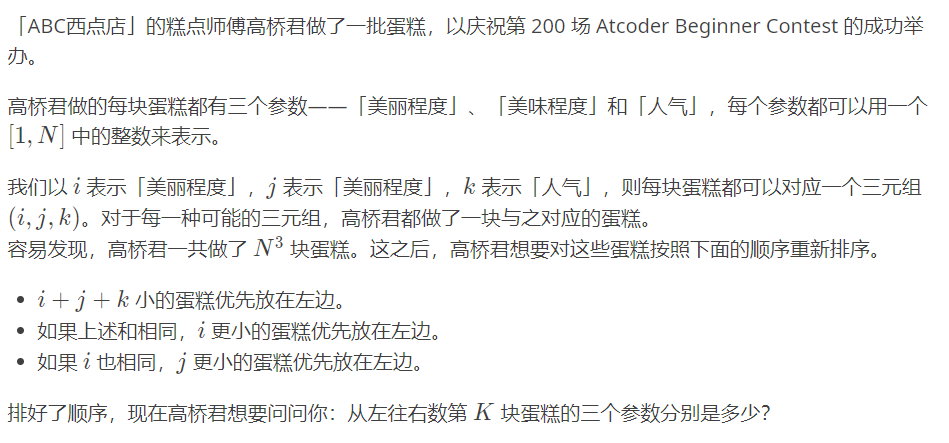 「ABC西点店」的糕点师傅高桥君做了一批蛋糕，以庆祝第 200 场 Atcoder Beginner Contest 的成功举
办。
高桥君做的每块蛋糕都有三个参数——「美丽程度」、「美味程度」和「人气」，每个参数都可以用一个
[1, N] 中的整数来表示。
我们以 i 表示「美丽程度」，j 表示「美丽程度」，k 表示「人气」，则每块蛋糕都可以对应一个三元组
(i, j, k)。对于每一种可能的三元组，高桥君都做了一块与之对应的蛋糕。
容易发现，高桥君一共做了 N³ 块蛋糕。这之后，高桥君想要对这些蛋糕按照下面的顺序重新排序。
• i + j + k 小的蛋糕优先放在左边。
• 如果上述和相同，i 更小的蛋糕优先放在左边。
• 如果 i 也相同，j 更小的蛋糕优先放在左边。
排好了顺序，现在高桥君想要问问你：从左往右数第 K 块蛋糕的三个参数分别是多少？